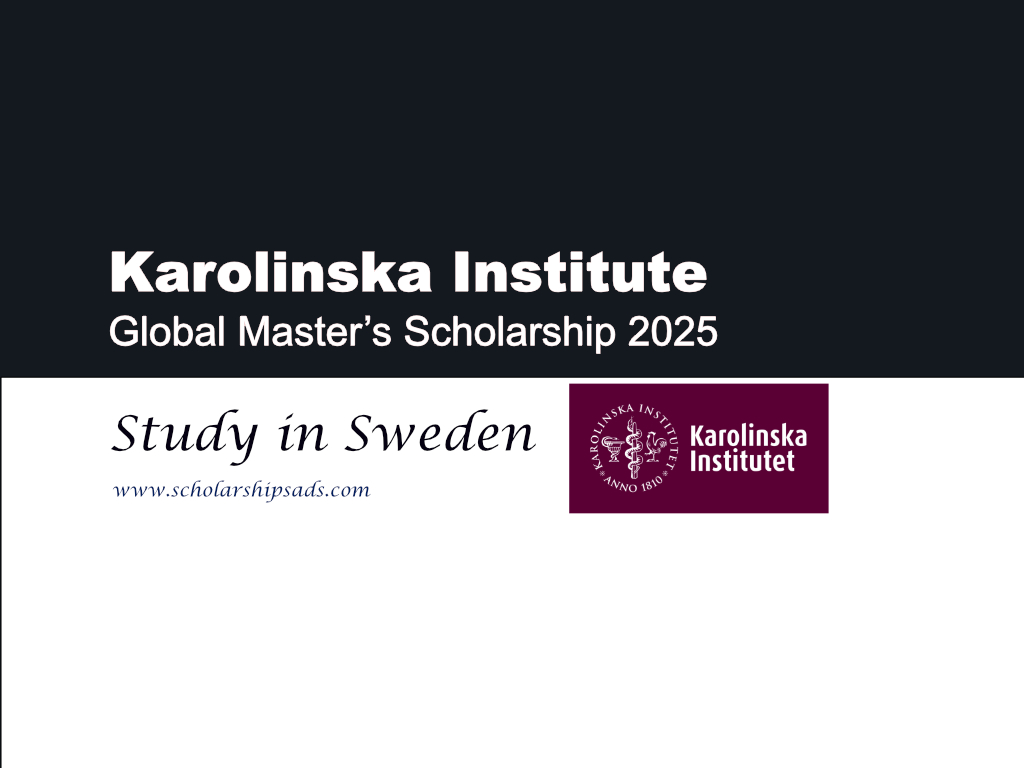 Karolinska Institute
Global Master’s Scholarship 2025
Study in Sweden
www.scholarshipsads.com
KAROLINSKA INSTITUTET
ANNO 1810
Karolinska
Institutet